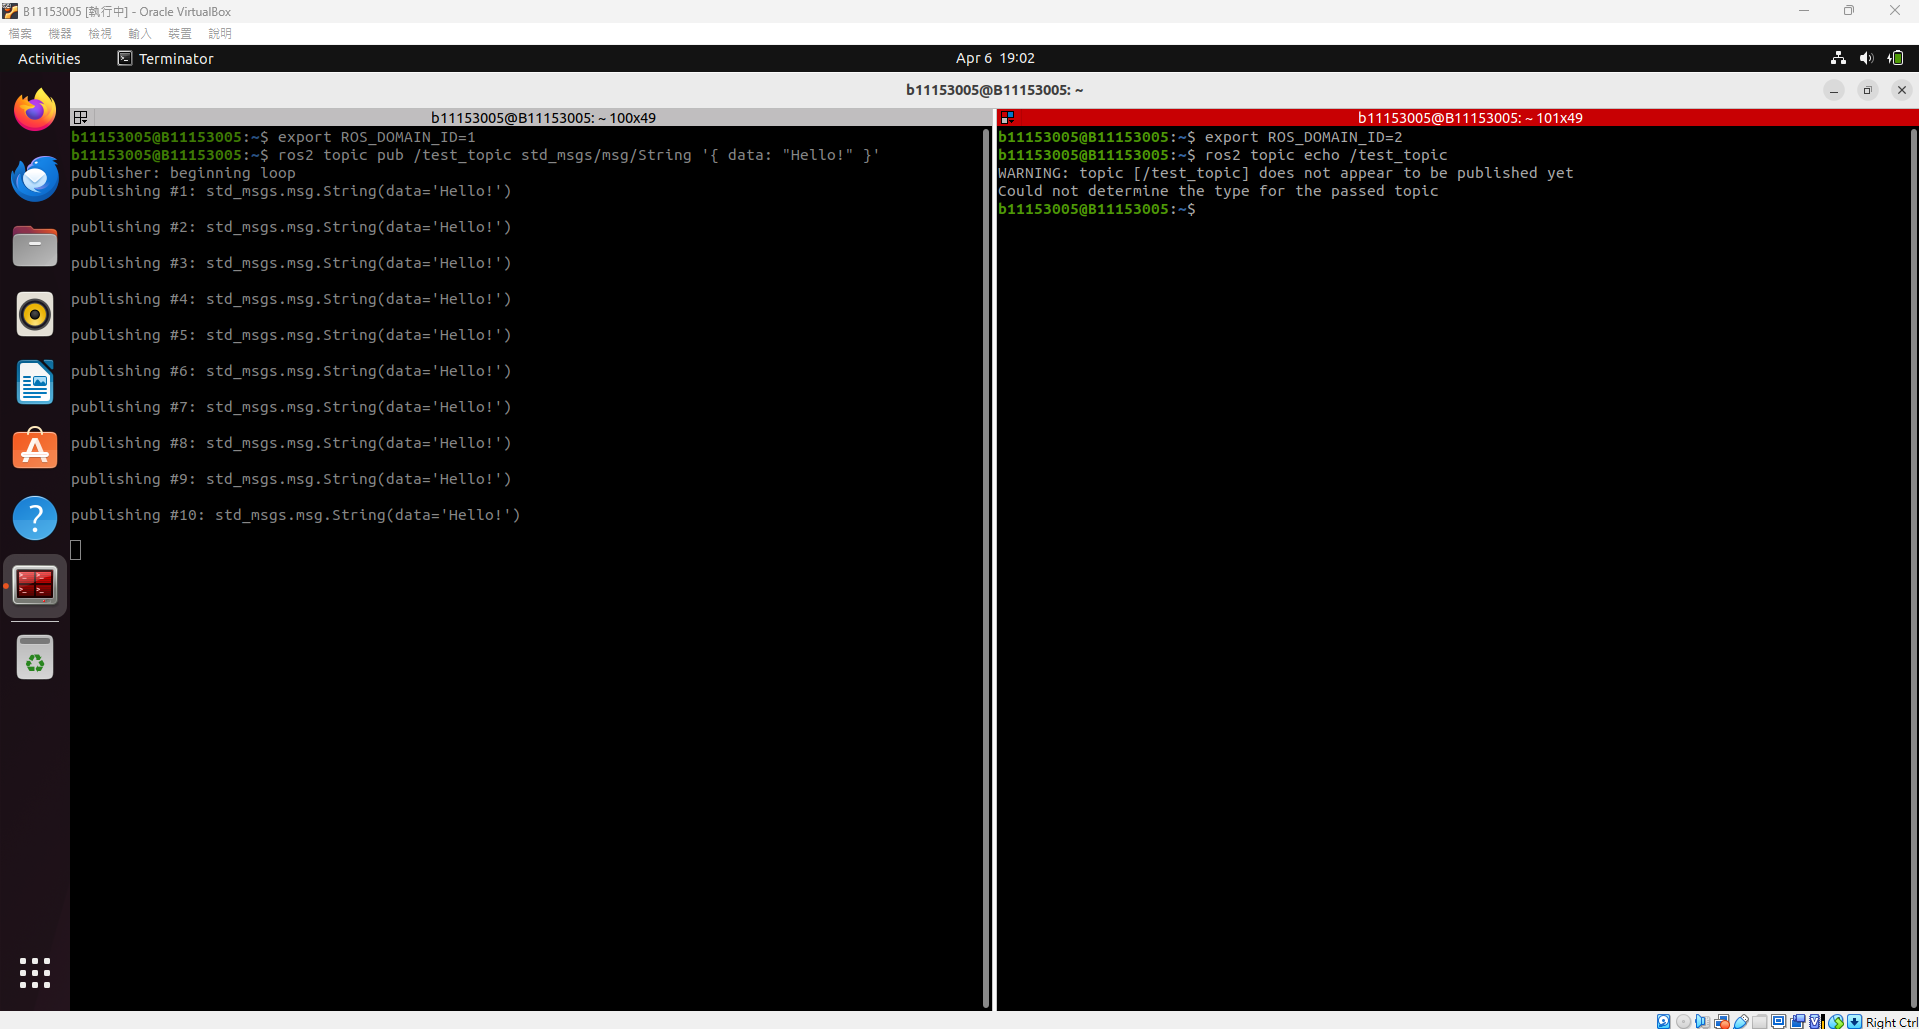 B11153005 [執行中] - Oracle VirtualBox
檔案 機器 檢視 輸入 裝置 說明
Activities Terminator Apr 6 19:02
b11153005@B11153005: ~
b11153005@B11153005: ~ 100x49
b11153005@B11153005:~$ export ROS_DOMAIN_ID=1
b11153005@B11153005:~$ ros2 topic pub /test_topic std_msgs/msg/String '{ data: "Hello!" }'
publisher: beginning loop
publishing #1: std_msgs.msg.String(data='Hello!')
publishing #2: std_msgs.msg.String(data='Hello!')
publishing #3: std_msgs.msg.String(data='Hello!')
publishing #4: std_msgs.msg.String(data='Hello!')
publishing #5: std_msgs.msg.String(data='Hello!')
publishing #6: std_msgs.msg.String(data='Hello!')
publishing #7: std_msgs.msg.String(data='Hello!')
publishing #8: std_msgs.msg.String(data='Hello!')
publishing #9: std_msgs.msg.String(data='Hello!')
publishing #10: std_msgs.msg.String(data='Hello!')
b11153005@B11153005: ~ 101x49
b11153005@B11153005:~$ export ROS_DOMAIN_ID=2
b11153005@B11153005:~$ ros2 topic echo /test_topic
WARNING: topic [/test_topic] does not appear to be published yet
Could not determine the type for the passed topic
b11153005@B11153005:~$
Right Ctrl